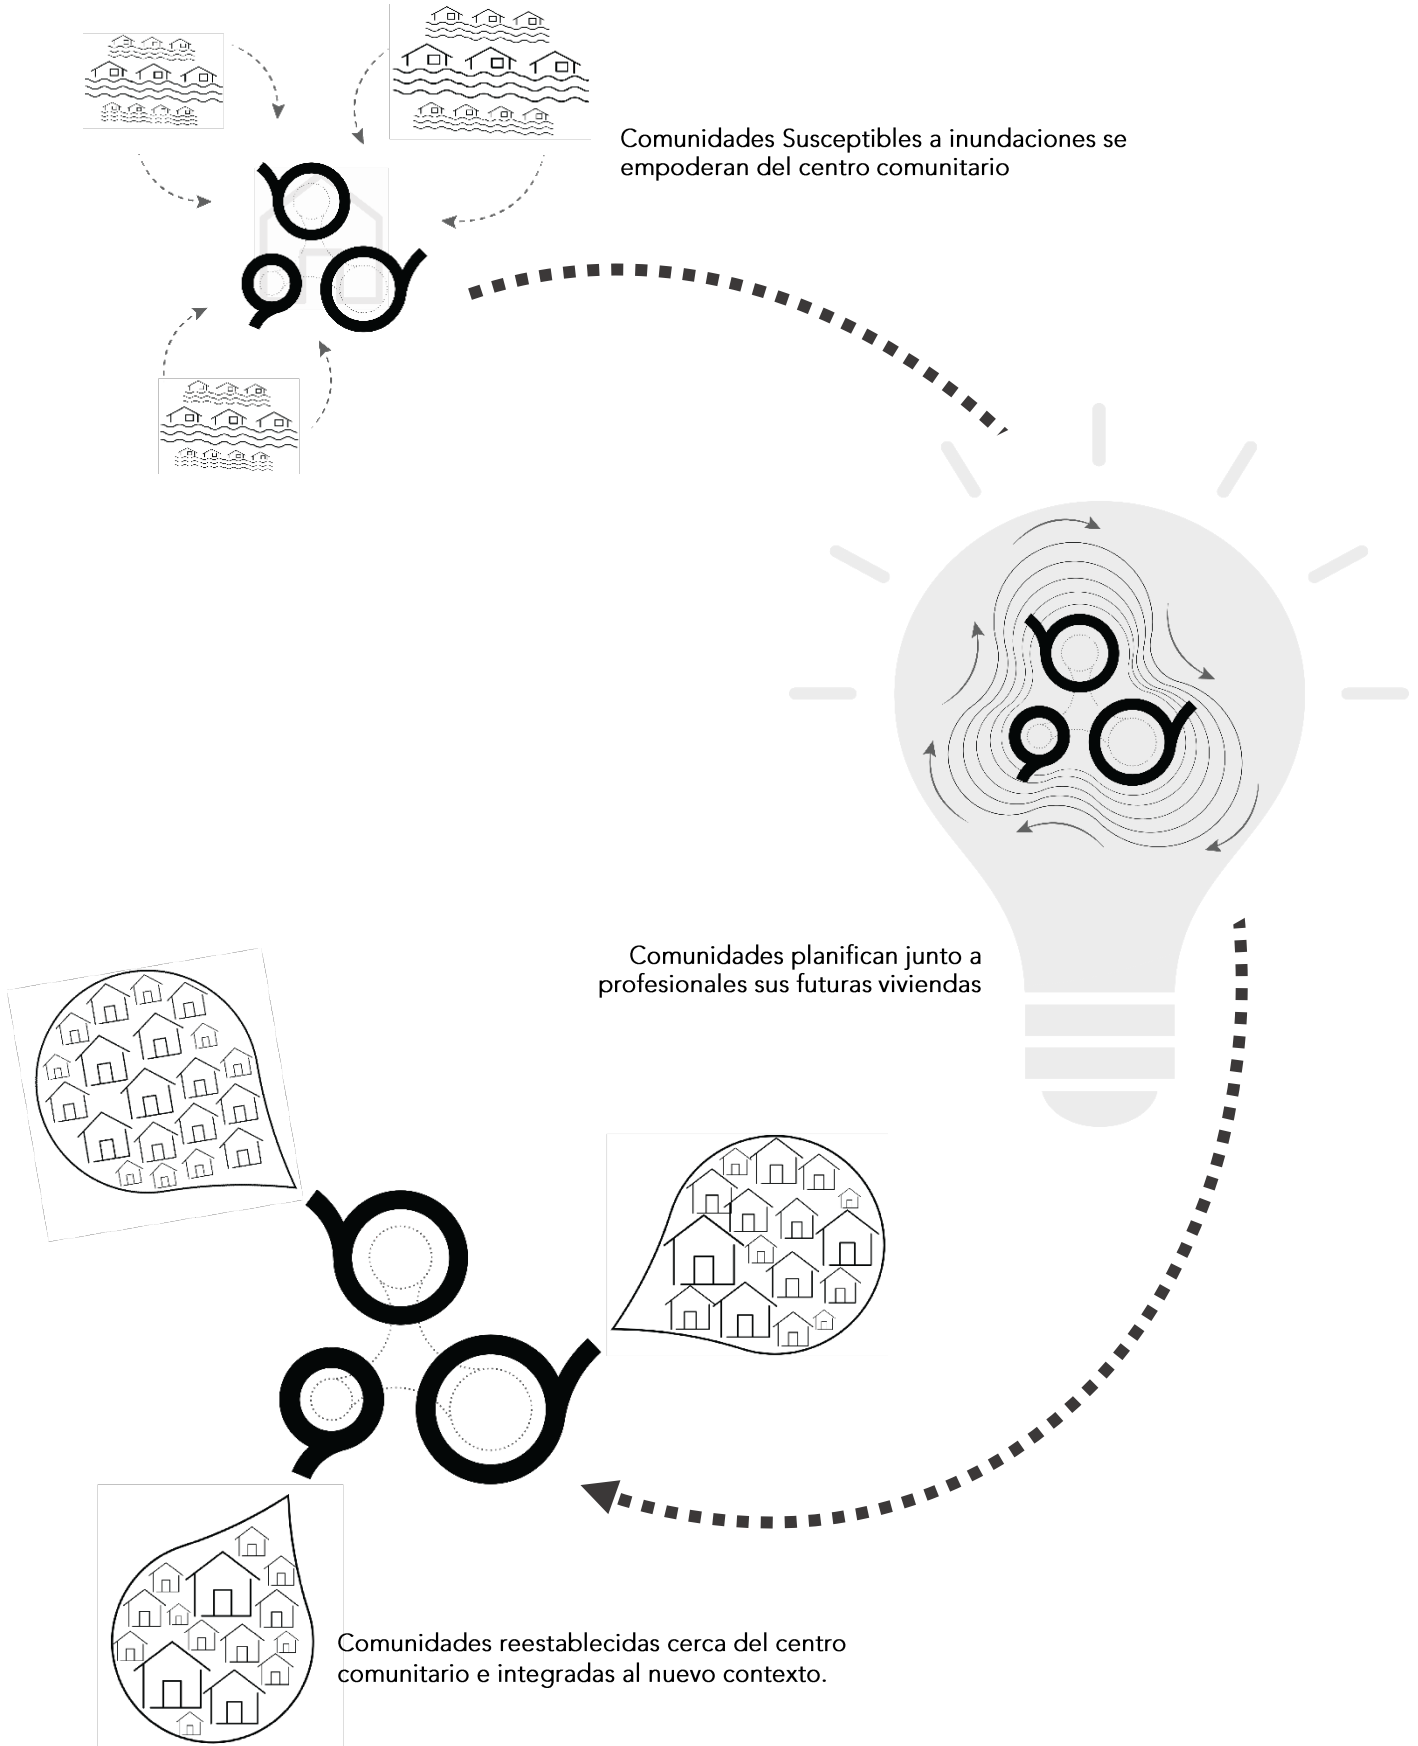 Comunidades Susceptibles a inundaciones se
empoderan del centro comunitario
Comunidades planifican junto a
profesionales sus futuras viviendas
Comunidades reestablecidas cerca del centro
comunitario e integradas al nuevo contexto.